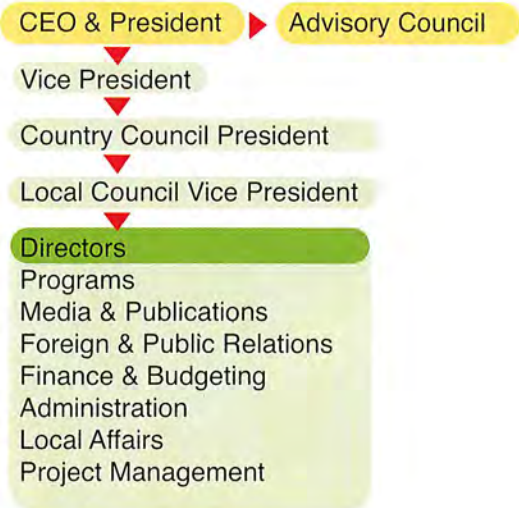 CEO & President
Advisory Council
Vice President
Country Council President
Local Council Vice President
Directors
Programs
Media & Publications
Foreign & Public Relations
Finance & Budgeting
Administration
Local Affairs
Project Management